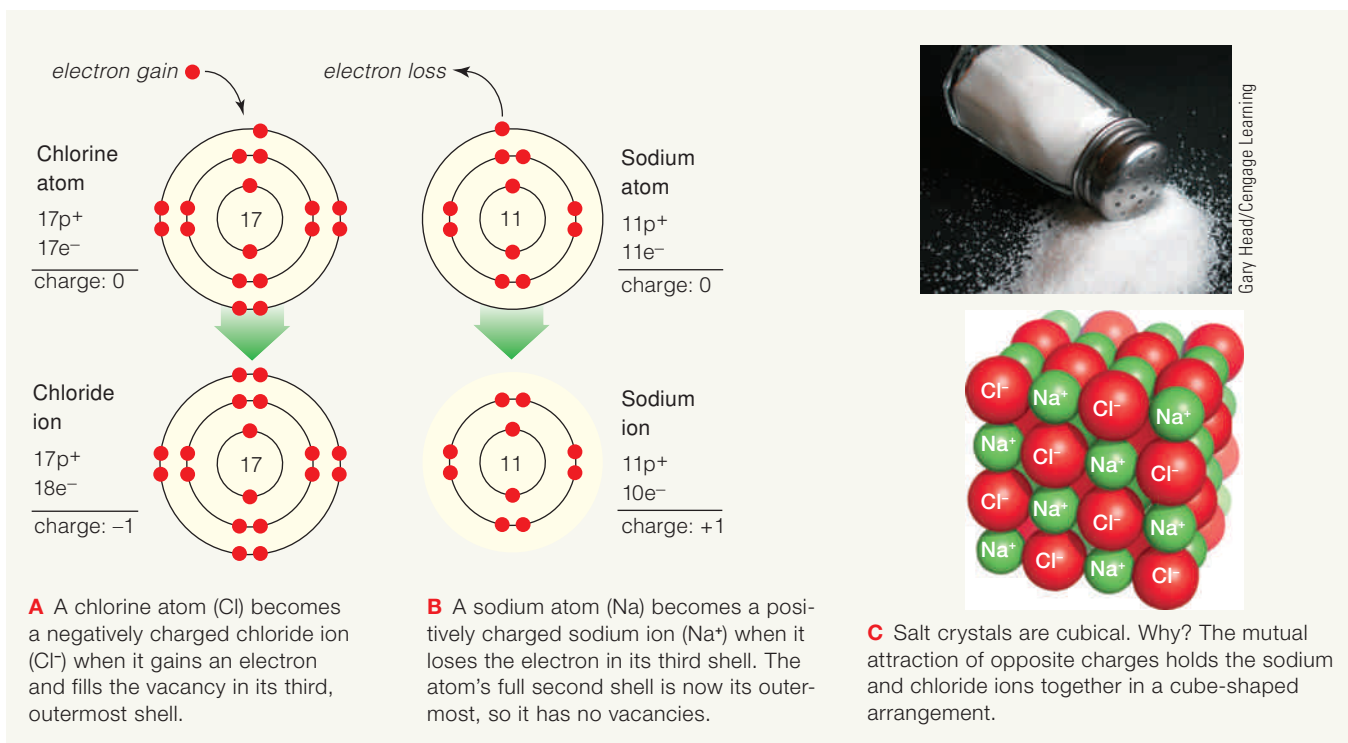 electron gain
electron loss
Chlorine
atom
17p⁺
17e⁻
charge: 0
17
Sodium
atom
11p⁺
11e⁻
charge: 0
11
Chloride
ion
17p⁺
18e⁻
charge: –1
17
Sodium
ion
11p⁺
10e⁻
charge: +1
11
A A chlorine atom (Cl) becomes
a negatively charged chloride ion
(Cl⁻) when it gains an electron
and fills the vacancy in its third,
outermost shell.
B A sodium atom (Na) becomes a posi-
tively charged sodium ion (Na⁺) when it
loses the electron in its third shell. The
atom's full second shell is now its outer-
most, so it has no vacancies.
Gary Head/Cengage Learning
Cl⁻ Na⁺ Cl⁻ Na⁺
Na⁺ Cl⁻ Na⁺ Cl⁻
Cl⁻ Na⁺ Cl⁻ Na⁺
Na⁺ Cl⁻ Na⁺ Cl⁻
C Salt crystals are cubical. Why? The mutual
attraction of opposite charges holds the sodium
and chloride ions together in a cube-shaped
arrangement.